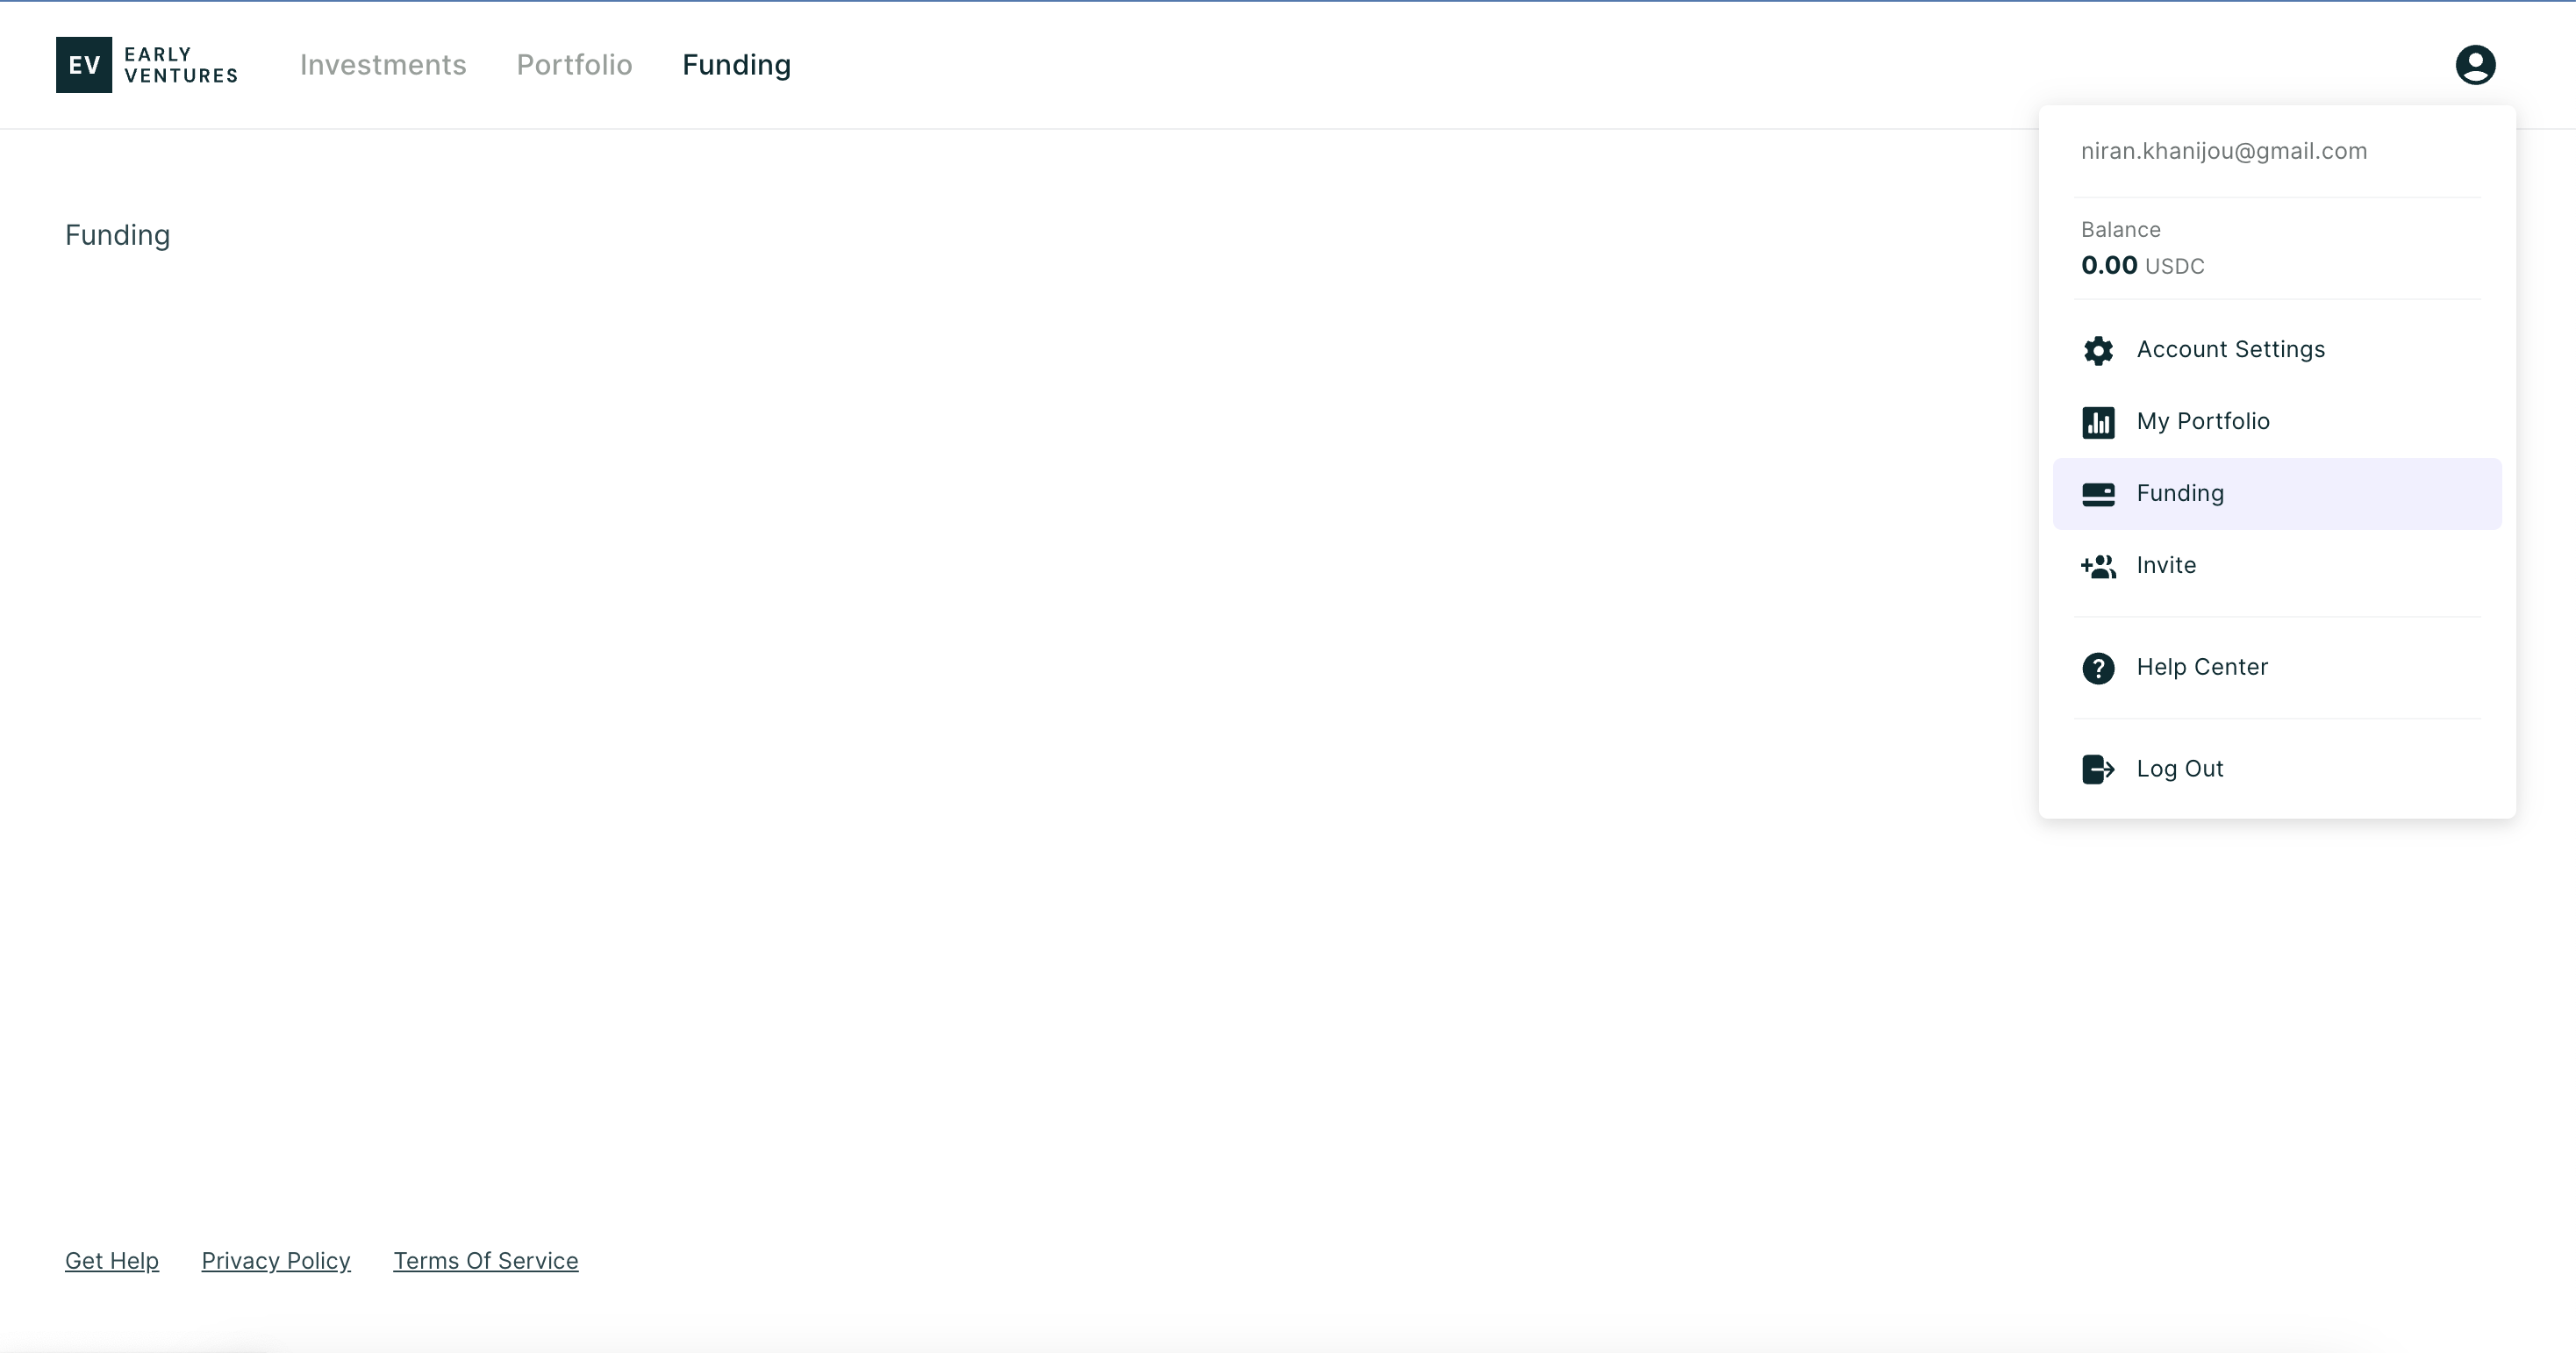 EV
EARLY
VENTURES
Investments
Portfolio
Funding
niran.khanijou@gmail.com
Balance
0.00 USDC
Account Settings
My Portfolio
Funding
Invite
Help Center
Log Out
Funding
Get Help
Privacy Policy
Terms Of Service